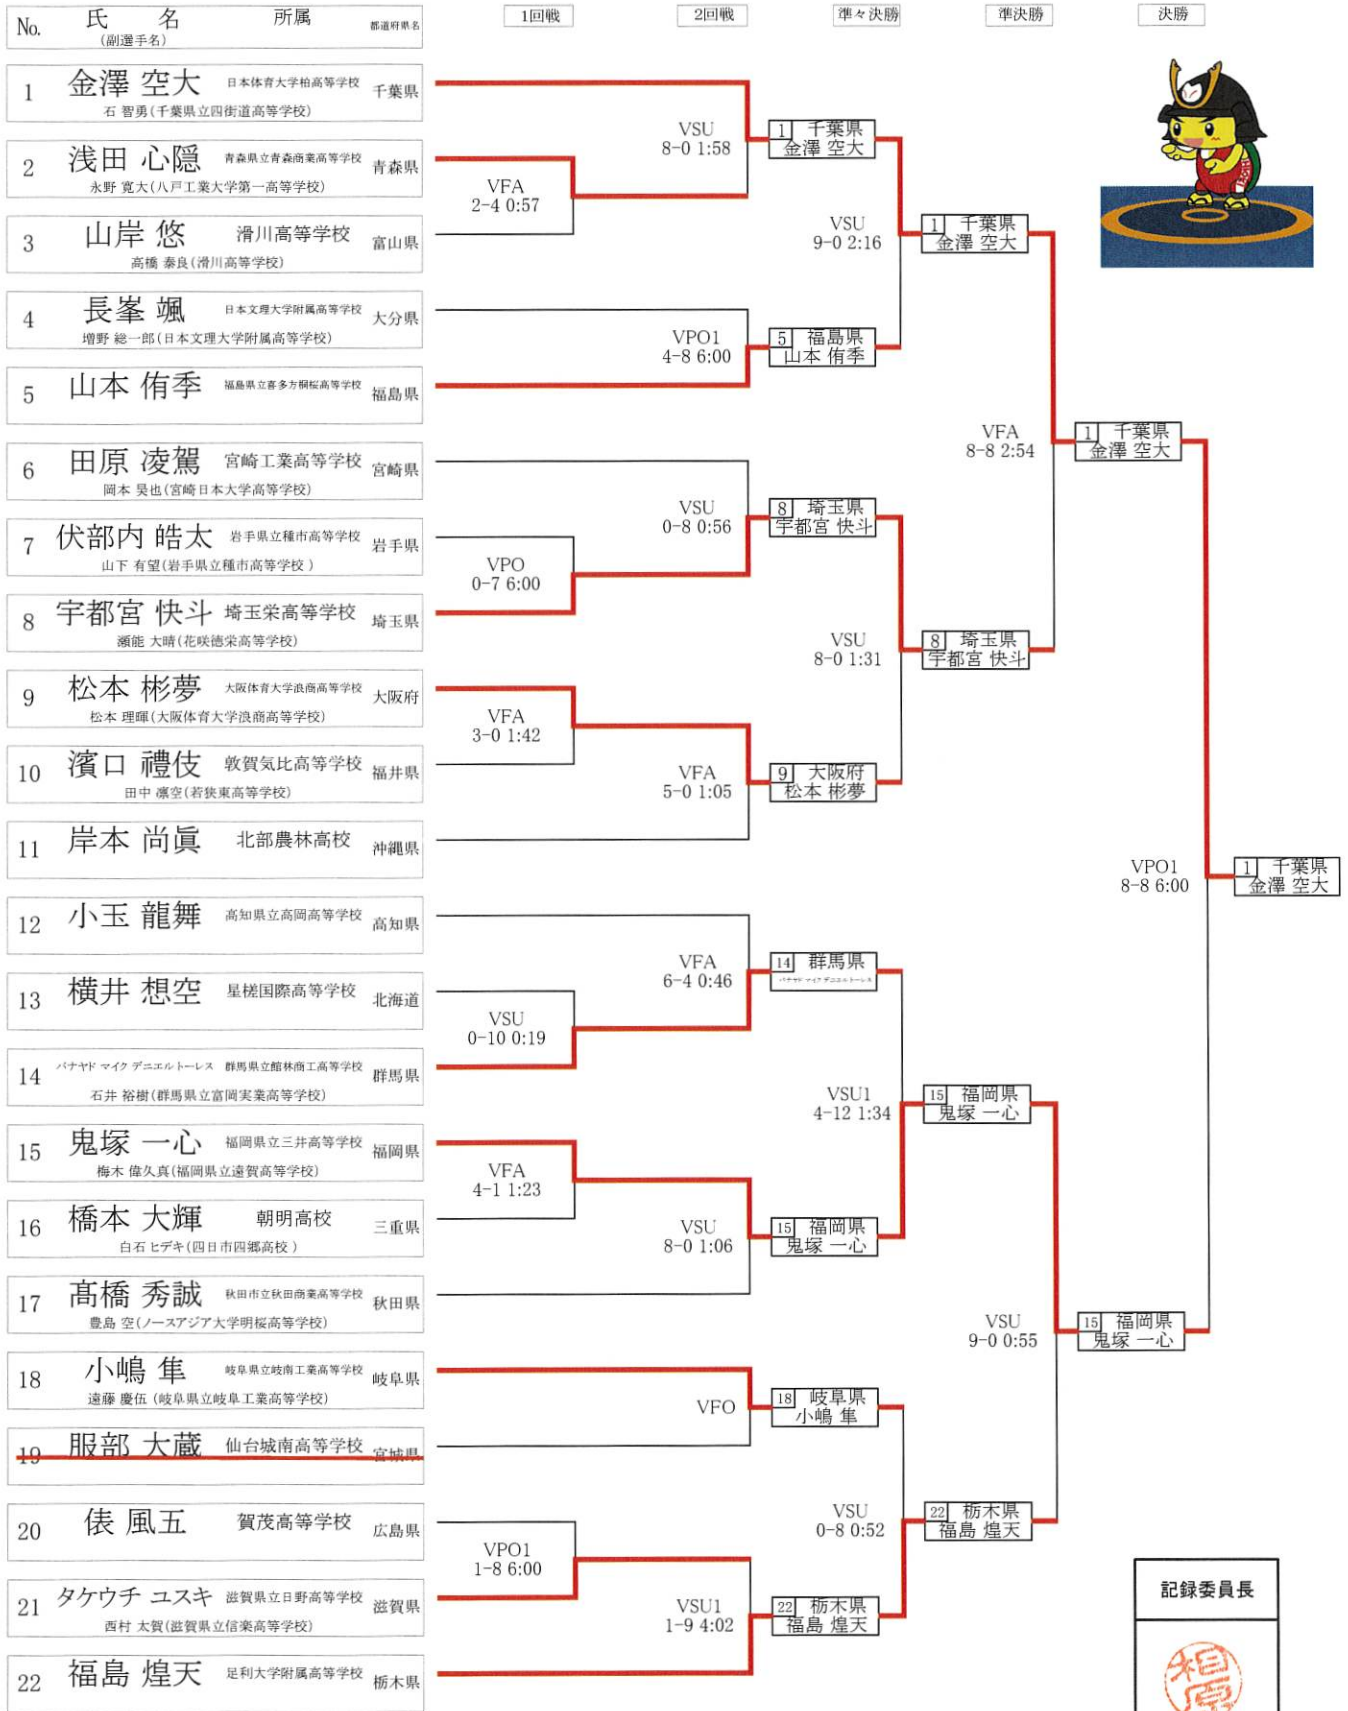 No. 氏 名 所属 都道府県名
(副選手名)
1回戦 2回戦 準々決勝 準決勝 決勝
1 金澤 空大 日本体育大学柏高等学校 千葉県
石 智勇(千葉県立四街道高等学校)
2 浅田 心隠 青森県立青森商業高等学校 青森県
永野 寛大(八戸工業大学第一高等学校)
3 山岸 悠 滑川高等学校 富山県
高橋 泰良(滑川高等学校)
4 長峯 颯 日本文理大学附属高等学校 大分県
増野 総一郎(日本文理大学附属高等学校)
5 山本 侑季 福島県立喜多方桐桜高等学校 福島県
6 田原 凌駕 宮崎工業高等学校 宮崎県
岡本 昊也(宮崎日本大学高等学校)
7 伏部内 皓太 岩手県立種市高等学校 岩手県
山下 有望(岩手県立種市高等学校 )
8 宇都宮 快斗 埼玉栄高等学校 埼玉県
瀬能 大晴(花咲徳栄高等学校)
9 松本 彬夢 大阪体育大学浪商高等学校 大阪府
松本 理暉(大阪体育大学浪商高等学校)
10 濱口 禮伎 敦賀気比高等学校 福井県
田中 凛空(若狭東高等学校)
11 岸本 尚眞 北部農林高校 沖縄県
12 小玉 龍舞 高知県立高岡高等学校 高知県
13 横井 想空 星槎国際高等学校 北海道
14 バナヤド マイク デニエルトーレス 群馬県立館林商工高等学校 群馬県
石井 裕樹(群馬県立富岡実業高等学校)
15 鬼塚 一心 福岡県立三井高等学校 福岡県
梅木 偉久真(福岡県立遠賀高等学校)
16 橋本 大輝 朝明高校 三重県
白石 ヒデキ(四日市四郷高校 )
17 髙橋 秀誠 秋田市立秋田商業高等学校 秋田県
豊島 空(ノースアジア大学明桜高等学校)
18 小嶋 隼 岐阜県立岐南工業高等学校 岐阜県
遠藤 慶伍 (岐阜県立岐阜工業高等学校)
19 服部 大蔵 仙台城南高等学校 宮城県
20 俵 風五 賀茂高等学校 広島県
21 タケウチ ユスキ 滋賀県立日野高等学校 滋賀県
西村 太賀(滋賀県立信楽高等学校)
22 福島 煌天 足利大学附属高等学校 栃木県
VFA
2-4 0:57
VPO
0-7 6:00
VFA
3-0 1:42
VSU
0-10 0:19
VFA
4-1 1:23
VPO1
1-8 6:00
VSU
8-0 1:58
VPO1
4-8 6:00
VSU
0-8 0:56
VFA
5-0 1:05
VFA
6-4 0:46
VSU
8-0 1:06
VFO
VSU1
1-9 4:02
1 千葉県
金澤 空大
5 福島県
山本 侑季
8 埼玉県
宇都宮 快斗
9 大阪府
松本 彬夢
14 群馬県
バナヤド マイク デニエルトーレス
15 福岡県
鬼塚 一心
18 岐阜県
小嶋 隼
22 栃木県
福島 煌天
VSU
9-0 2:16
VSU
8-0 1:31
VSU1
4-12 1:34
VSU
0-8 0:52
1 千葉県
金澤 空大
8 埼玉県
宇都宮 快斗
15 福岡県
鬼塚 一心
22 栃木県
福島 煌天
VFA
8-8 2:54
VSU
9-0 0:55
1 千葉県
金澤 空大
15 福岡県
鬼塚 一心
VPO1
8-8 6:00
1 千葉県
金澤 空大
記録委員長
相原